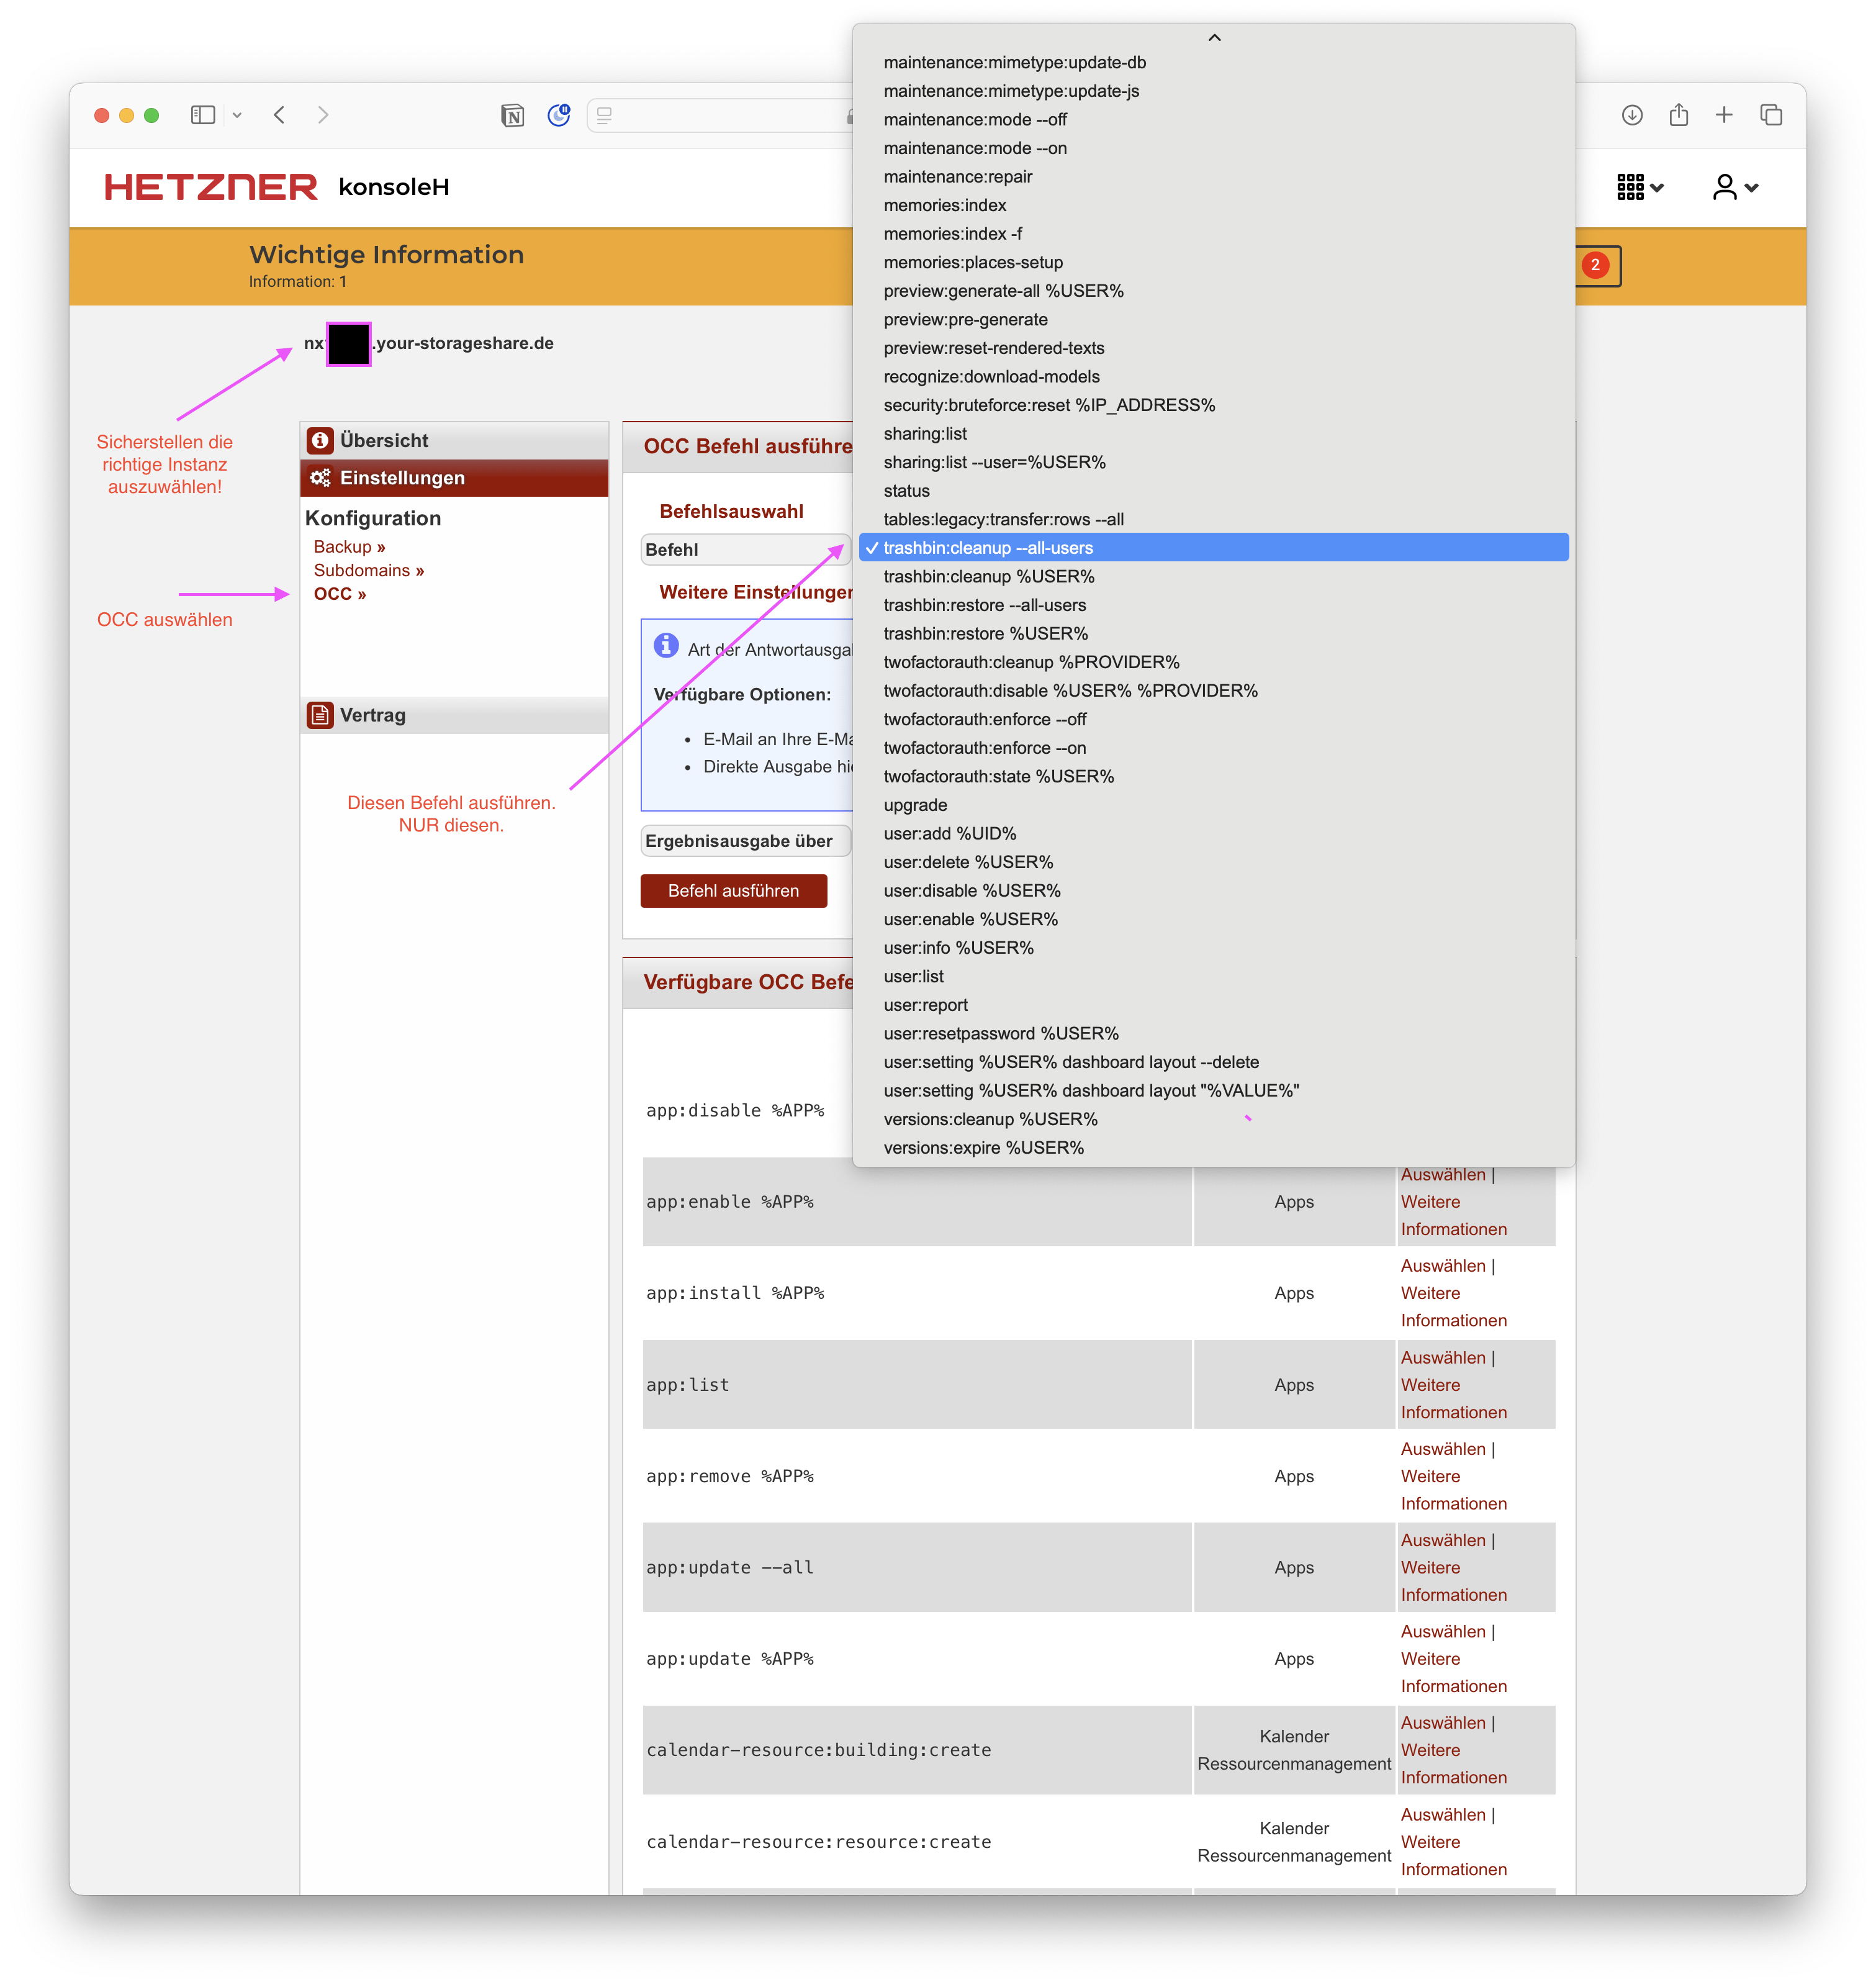 HETZNER konsoleH
Wichtige Information
Information: 1
2
nx
.your-storageshare.de
Sicherstellen die
richtige Instanz
auszuwählen!
Übersicht
Einstellungen
Konfiguration
Backup »
Subdomains »
OCC »
OCC auswählen
Vertrag
Diesen Befehl ausführen.
NUR diesen.
OCC Befehl ausführe
Befehlsauswahl
Befehl
Weitere Einstellunger
Art der Antwortausga
Verfügbare Optionen:
• E-Mail an Ihre E-Ma
• Direkte Ausgabe hie
Ergebnisausgabe über
Befehl ausführen
maintenance:mimetype:update-db
maintenance:mimetype:update-js
maintenance:mode --off
maintenance:mode --on
maintenance:repair
memories:index
memories:index -f
memories:places-setup
preview:generate-all %USER%
preview:pre-generate
preview:reset-rendered-texts
recognize:download-models
security:bruteforce:reset %IP_ADDRESS%
sharing:list
sharing:list --user=%USER%
status
tables:legacy:transfer:rows --all
✓ trashbin:cleanup --all-users
trashbin:cleanup %USER%
trashbin:restore --all-users
trashbin:restore %USER%
twofactorauth:cleanup %PROVIDER%
twofactorauth:disable %USER% %PROVIDER%
twofactorauth:enforce --off
twofactorauth:enforce --on
twofactorauth:state %USER%
upgrade
user:add %UID%
user:delete %USER%
user:disable %USER%
user:enable %USER%
user:info %USER%
user:list
user:report
user:resetpassword %USER%
user:setting %USER% dashboard layout --delete
user:setting %USER% dashboard layout "%VALUE%"
versions:cleanup %USER%
versions:expire %USER%
Verfügbare OCC Befe
app:disable %APP%
Auswählen |
app:enable %APP% Apps Weitere
Informationen
Auswählen |
app:install %APP% Apps Weitere
Informationen
Auswählen |
app:list Apps Weitere
Informationen
Auswählen |
app:remove %APP% Apps Weitere
Informationen
Auswählen |
app:update --all Apps Weitere
Informationen
Auswählen |
app:update %APP% Apps Weitere
Informationen
Auswählen |
calendar-resource:building:create Kalender Ressourcenmanagement Weitere
Informationen
Auswählen |
calendar-resource:resource:create Kalender Ressourcenmanagement Weitere
Informationen